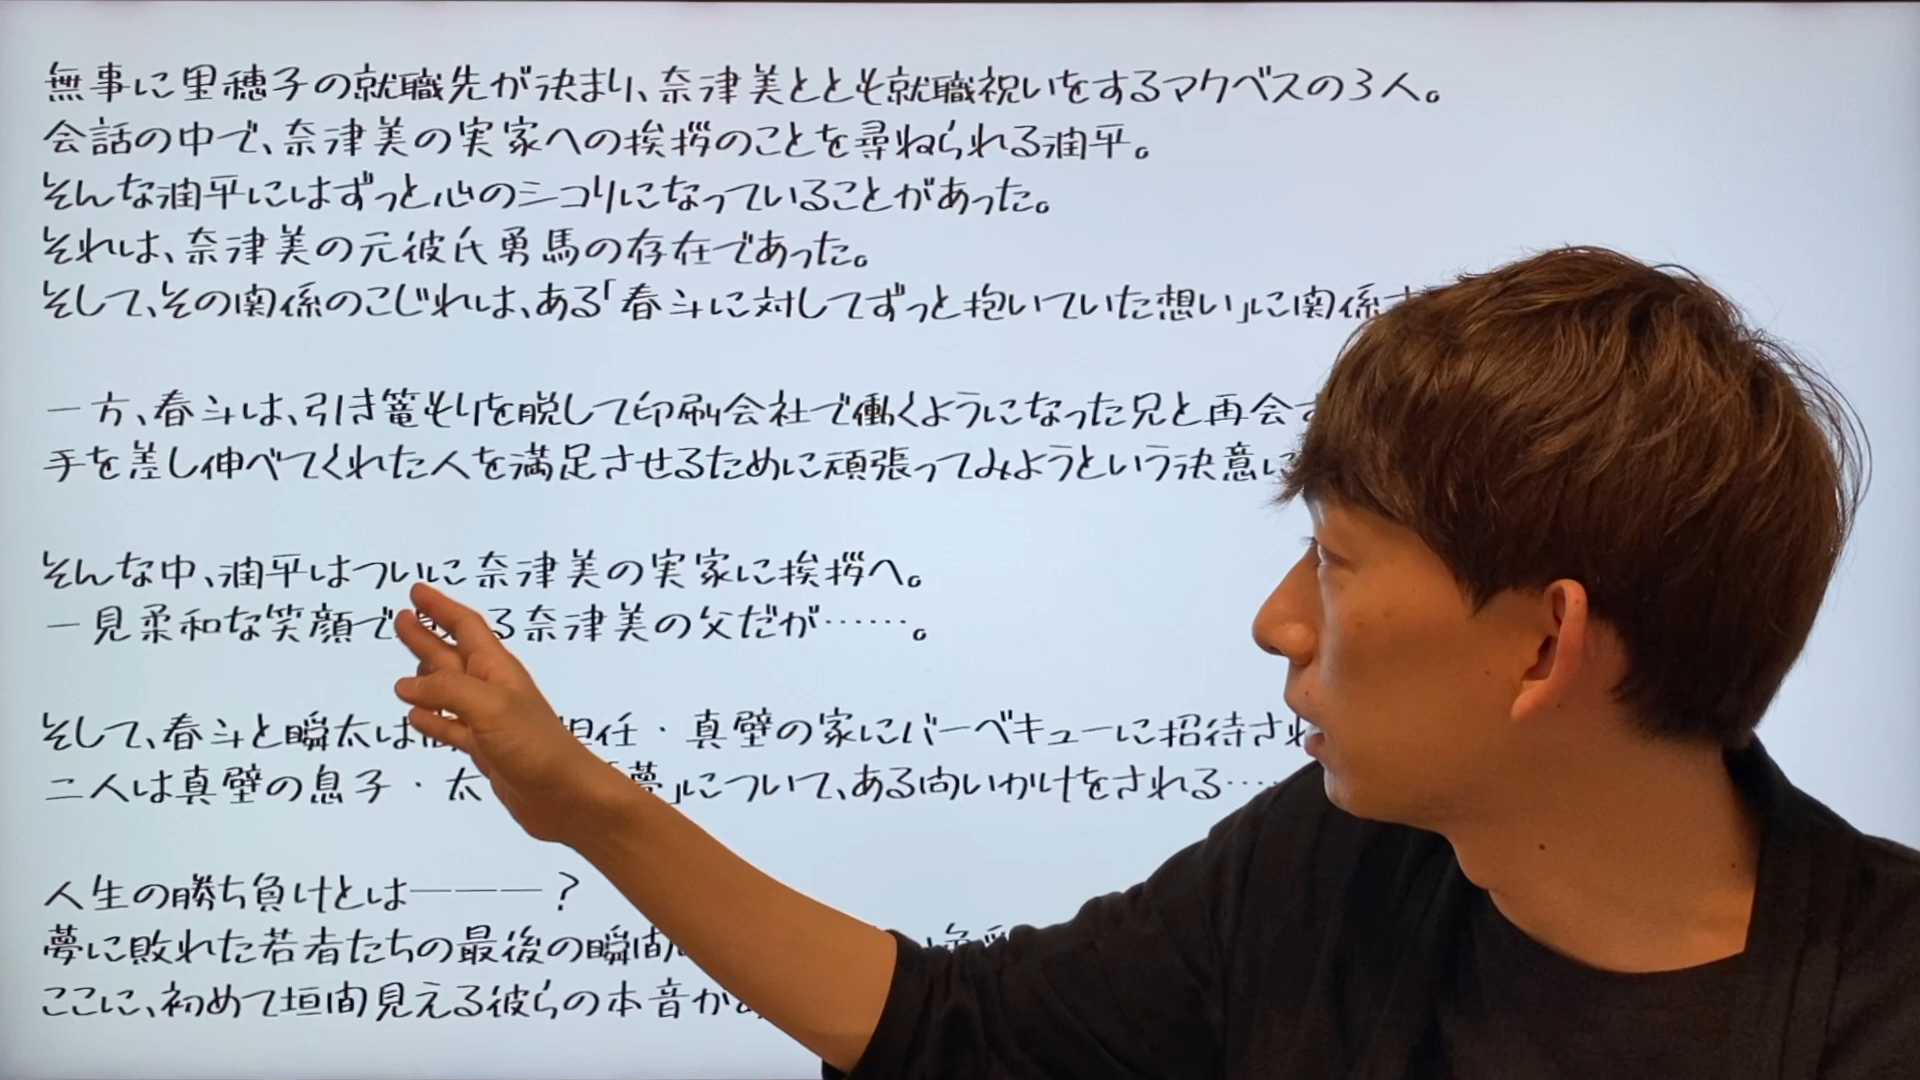 無事に里穂子の就職先が決まり、奈津美ととも就職祝いをするマクベスの3人。
会話の中で、奈津美の実家への挨拶のことを尋ねられる潤平。
そんな潤平にはずっと心のシコリになっていることがあった。
それは、奈津美の元彼氏勇馬の存在であった。
そして、その関係のこじれは、ある「春斗に対してずっと抱いていた想い」に関係
一方、春斗は、引き篭もりを脱して印刷会社で働くようになった兄と再会
手を差し伸べてくれた人を満足させるために頑張ってみようという決意に
そんな中、潤平はついに奈津美の実家に挨拶へ。
一見柔和な笑顔で る奈津美の父だが……。
そして、春斗と瞬太は 担任・真壁の家にバーベキューに招待され
二人は真壁の息子・太 「夢」について、ある問いかけをされる……
人生の勝ち負けとは―――？
夢に敗れた若者たちの最後の瞬間
ここに、初めて垣間見える彼らの本音が